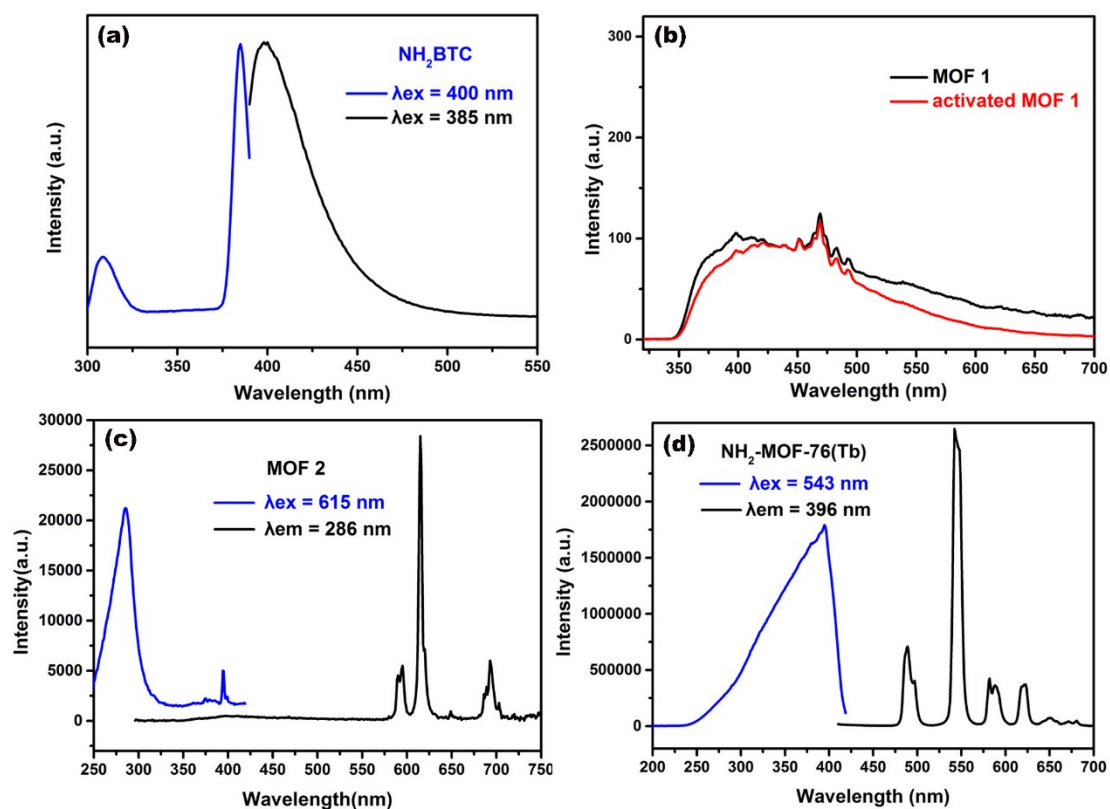 (a)
NH₂BTC
λex = 400 nm
λex = 385 nm
Intensity (a.u.)
300 350 400 450 500 550
Wavelength (nm)
(b)
MOF 1
activated MOF 1
Intensity (a.u.)
300
200
100
0
350 400 450 500 550 600 650 700
Wavelength (nm)
(c)
MOF 2
λex = 615 nm
λem = 286 nm
Intensity(a.u.)
30000
25000
20000
15000
10000
5000
0
250 300 350 400 450 500 550 600 650 700 750
Wavelength(nm)
(d)
NH₂-MOF-76(Tb)
λex = 543 nm
λem = 396 nm
Intensity (a.u.)
2500000
2000000
1500000
1000000
500000
0
200 250 300 350 400 450 500 550 600 650 700
Wavelength (nm)